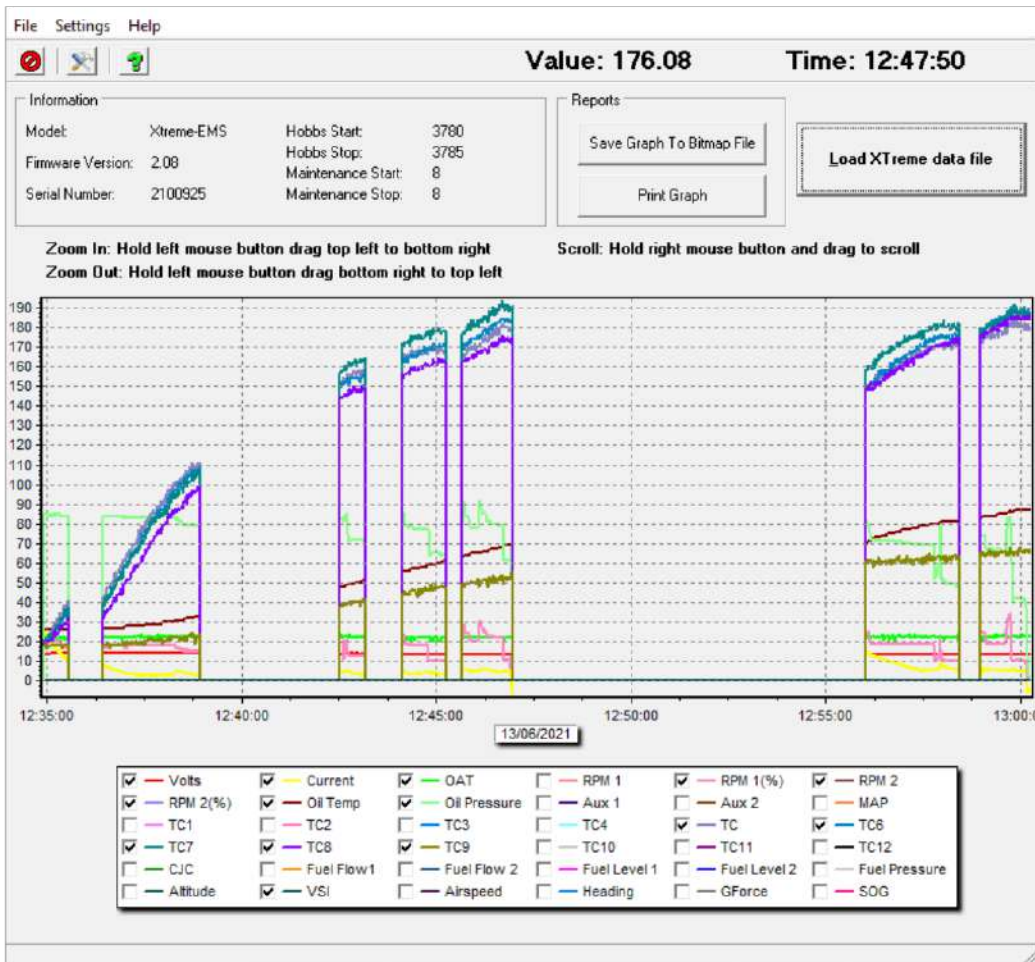 File Settings Help
Value: 176.08 Time: 12:47:50
Information
Reports
Model: Xtreme-EMS Hobbs Start: 3780
Hobbs Stop: 3785
Firmware Version: 2.08 Maintenance Start: 8
Serial Number: 2100925 Maintenance Stop: 8
Save Graph To Bitmap File
Print Graph
Load XTreme data file
Zoom In: Hold left mouse button drag top left to bottom right Scroll: Hold right mouse button and drag to scroll
Zoom Out: Hold left mouse button drag bottom right to top left
190
180
170
160
150
140
130
120
110
100
90
80
70
60
50
40
30
20
10
0
12:35:00 12:40:00 12:45:00 12:50:00 12:55:00 13:00:0
13/06/2021
Volts Current OAT RPM 1 RPM 1(%) RPM 2
RPM 2(%) Oil Temp Oil Pressure Aux 1 Aux 2 MAP
TC1 TC2 TC3 TC4 TC TC6
TC7 TC8 TC9 TC10 TC11 TC12
CJC Fuel Flow1 Fuel Flow 2 Fuel Level 1 Fuel Level 2 Fuel Pressure
Altitude VSI Airspeed Heading GForce SOG